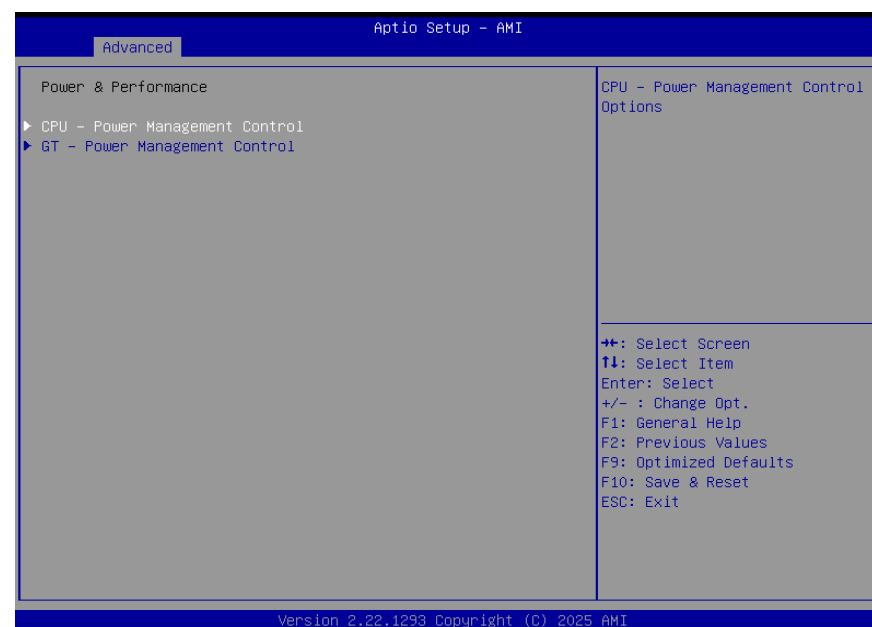 Aptio Setup – AMI
Advanced
Power & Performance
CPU – Power Management Control
GT – Power Management Control
CPU – Power Management Control
Options
→←: Select Screen
↑↓: Select Item
Enter: Select
+/- : Change Opt.
F1: General Help
F2: Previous Values
F9: Optimized Defaults
F10: Save & Reset
ESC: Exit
Version 2.22.1293 Copyright (C) 2025 AMI